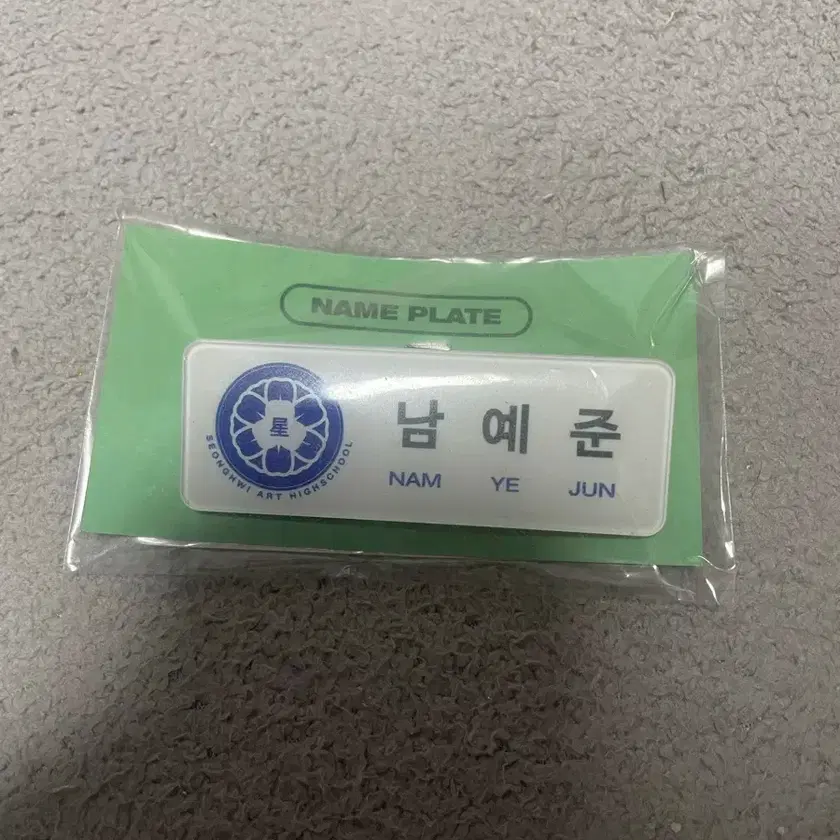 NAME PLATE
星
SEONGHWI ART HIGHSCHOOL
남 예 준
NAM YE JUN